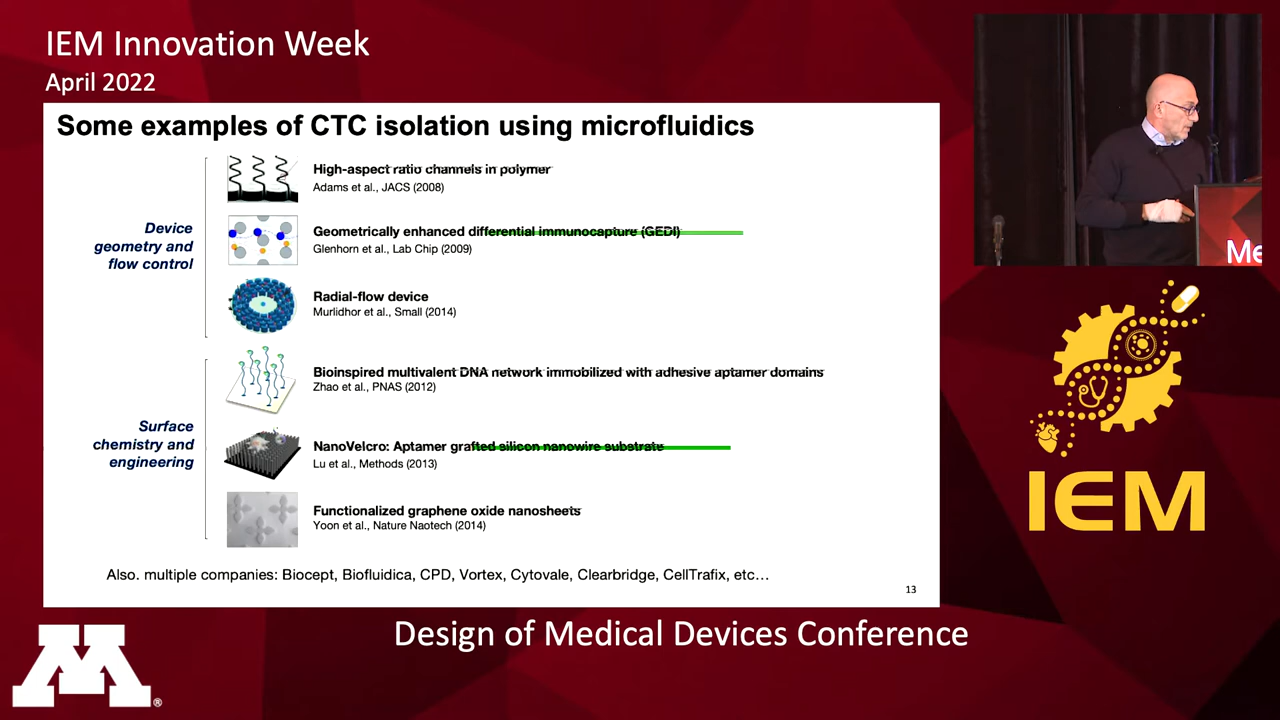 IEM Innovation Week
April 2022
Some examples of CTC isolation using microfluidics
Device
geometry and
flow control
High-aspect ratio channels in polymer
Adams et al., JACS (2008)
Geometrically enhanced differential immunocapture (GEDI)
Glenhorn et al., Lab Chip (2009)
Radial-flow device
Murlidhor et al., Small (2014)
Surface
chemistry and
engineering
Bioinspired multivalent DNA network immobilized with adhesive aptamer domains
Zhao et al., PNAS (2012)
NanoVelcro: Aptamer grafted silicon nanowire substrate
Lu et al., Methods (2013)
Functionalized graphene oxide nanosheets
Yoon et al., Nature Naotech (2014)
Also. multiple companies: Biocept, Biofluidica, CPD, Vortex, Cytovale, Clearbridge, CellTrafix, etc...
13
Me
IEM
Design of Medical Devices Conference
M®